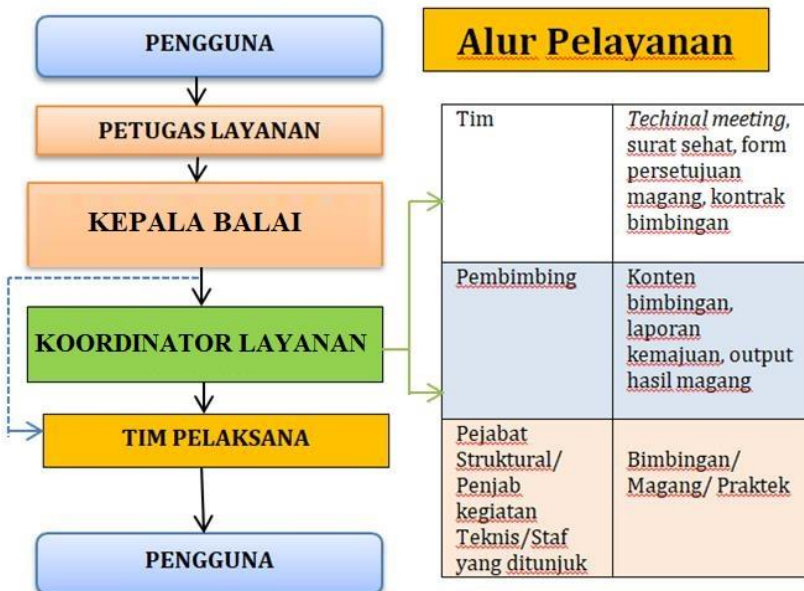 PENGGUNA
PETUGAS LAYANAN
KEPALA BALAI
KOORDINATOR LAYANAN
TIM PELAKSANA
PENGGUNA
Alur Pelayanan
Tim
Techinal meeting,
surat sehat, form
persetujuan
magang, kontrak
bimbingan
Pembimbing
Konten
bimbingan,
laporan
kemajuan, output
hasil magang
Pejabat
Struktural/
Penjab
kegiatan
Teknis/Staf
yang ditunjuk
Bimbingan/
Magang/ Praktek